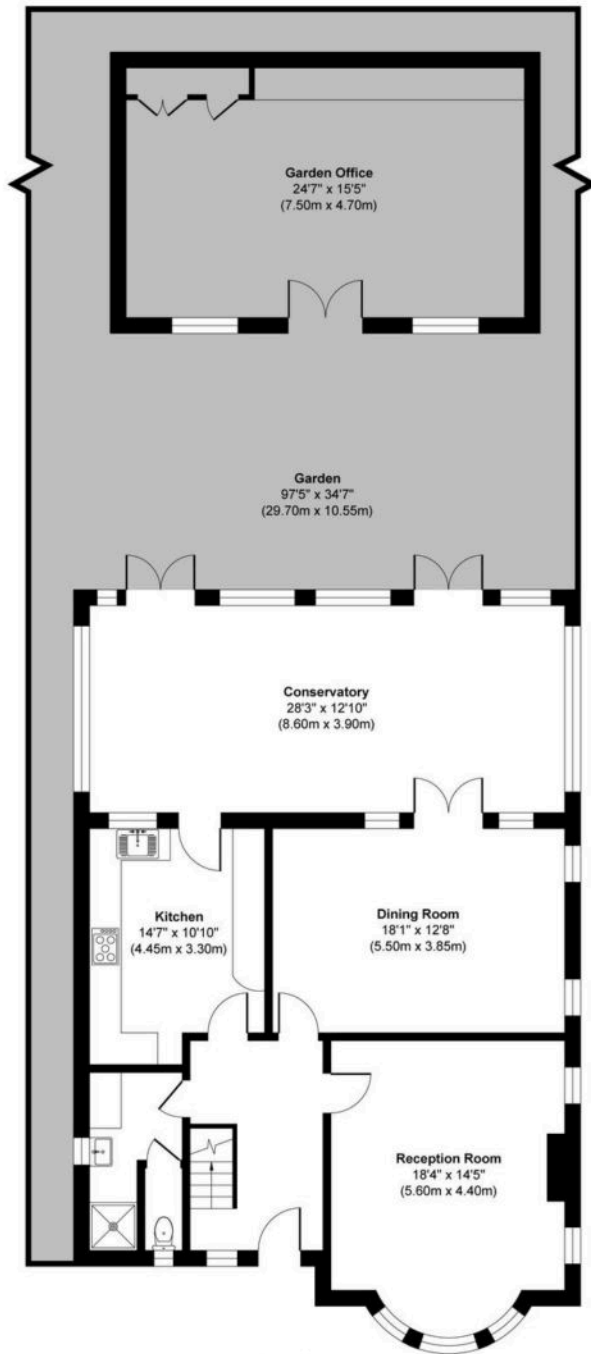 Garden Office
24'7" x 15'5"
(7.50m x 4.70m)
Garden
97'5" x 34'7"
(29.70m x 10.55m)
Conservatory
28'3" x 12'10"
(8.60m x 3.90m)
Kitchen
14'7" x 10'10"
(4.45m x 3.30m)
Dining Room
18'1" x 12'8"
(5.50m x 3.85m)
Reception Room
18'4" x 14'5"
(5.60m x 4.40m)